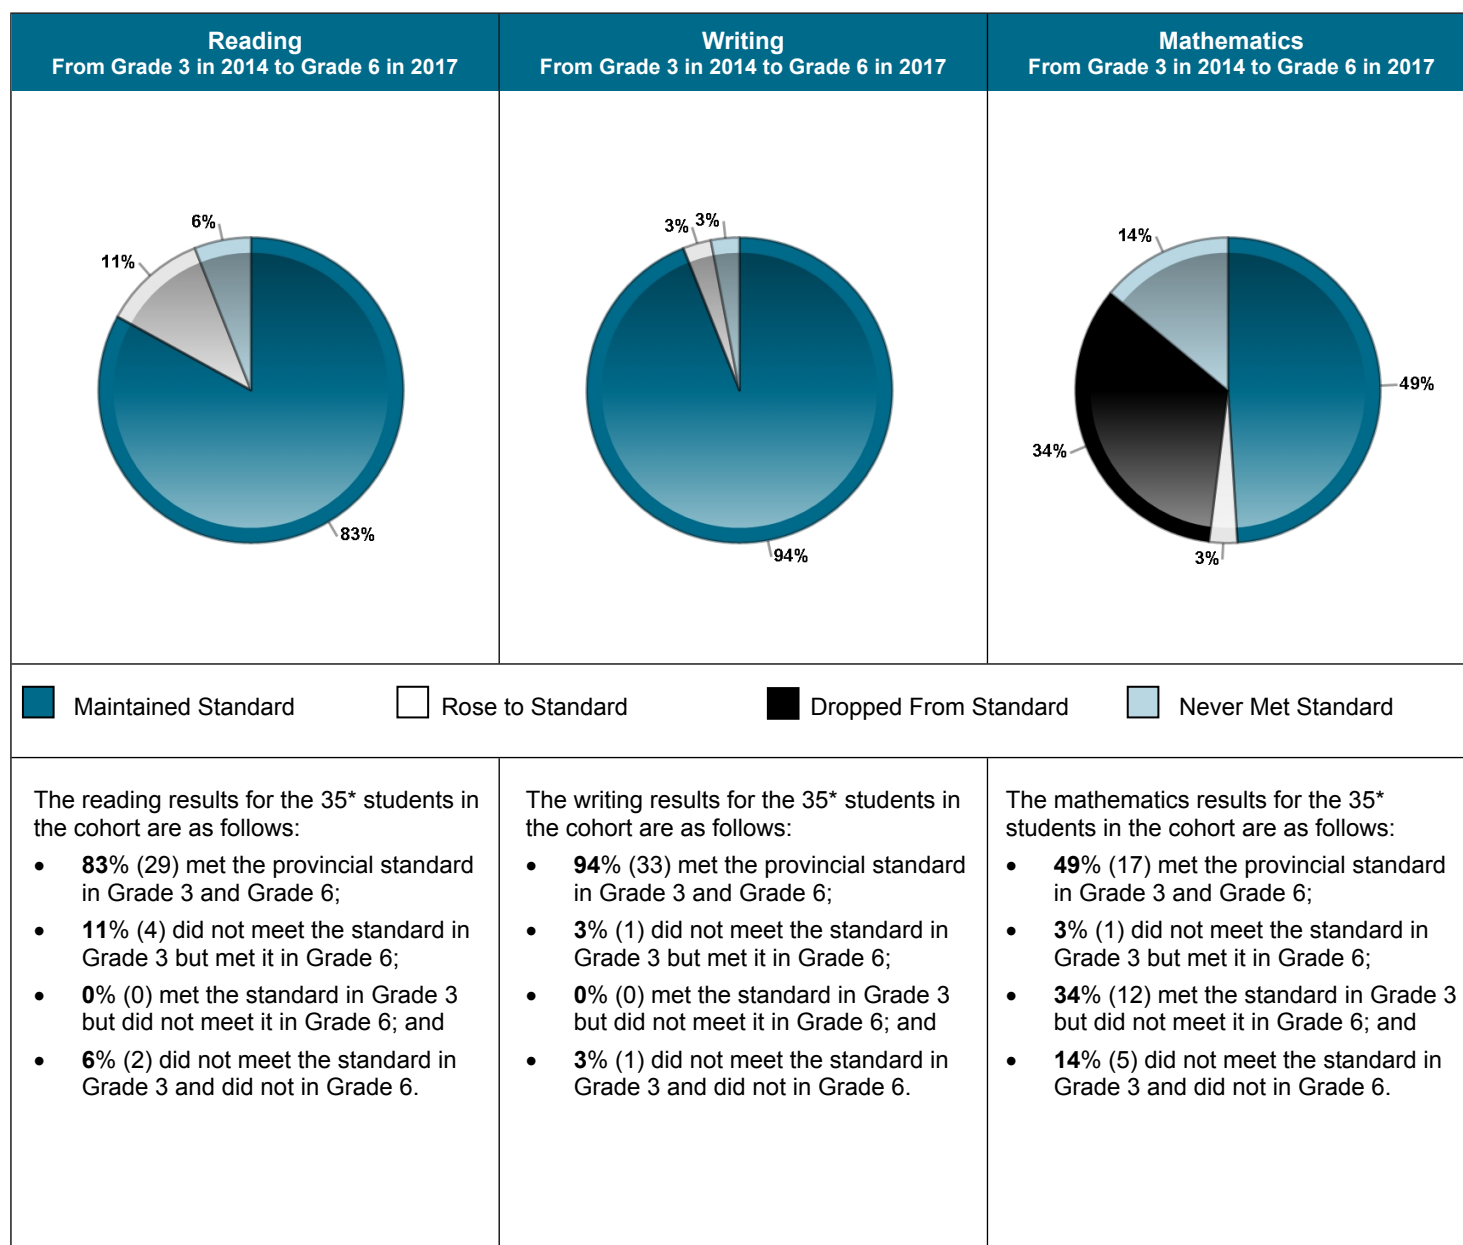 Reading
From Grade 3 in 2014 to Grade 6 in 2017
Writing
From Grade 3 in 2014 to Grade 6 in 2017
Mathematics
From Grade 3 in 2014 to Grade 6 in 2017
6%
11%
83%
3%
3%
94%
14%
49%
34%
3%
Maintained Standard
Rose to Standard
Dropped From Standard
Never Met Standard
The reading results for the 35* students in
the cohort are as follows:
• 83% (29) met the provincial standard
in Grade 3 and Grade 6;
• 11% (4) did not meet the standard in
Grade 3 but met it in Grade 6;
• 0% (0) met the standard in Grade 3
but did not meet it in Grade 6; and
• 6% (2) did not meet the standard in
Grade 3 and did not in Grade 6.
The writing results for the 35* students in
the cohort are as follows:
• 94% (33) met the provincial standard
in Grade 3 and Grade 6;
• 3% (1) did not meet the standard in
Grade 3 but met it in Grade 6;
• 0% (0) met the standard in Grade 3
but did not meet it in Grade 6; and
• 3% (1) did not meet the standard in
Grade 3 and did not in Grade 6.
The mathematics results for the 35*
students in the cohort are as follows:
• 49% (17) met the provincial standard
in Grade 3 and Grade 6;
• 3% (1) did not meet the standard in
Grade 3 but met it in Grade 6;
• 34% (12) met the standard in Grade 3
but did not meet it in Grade 6; and
• 14% (5) did not meet the standard in
Grade 3 and did not in Grade 6.